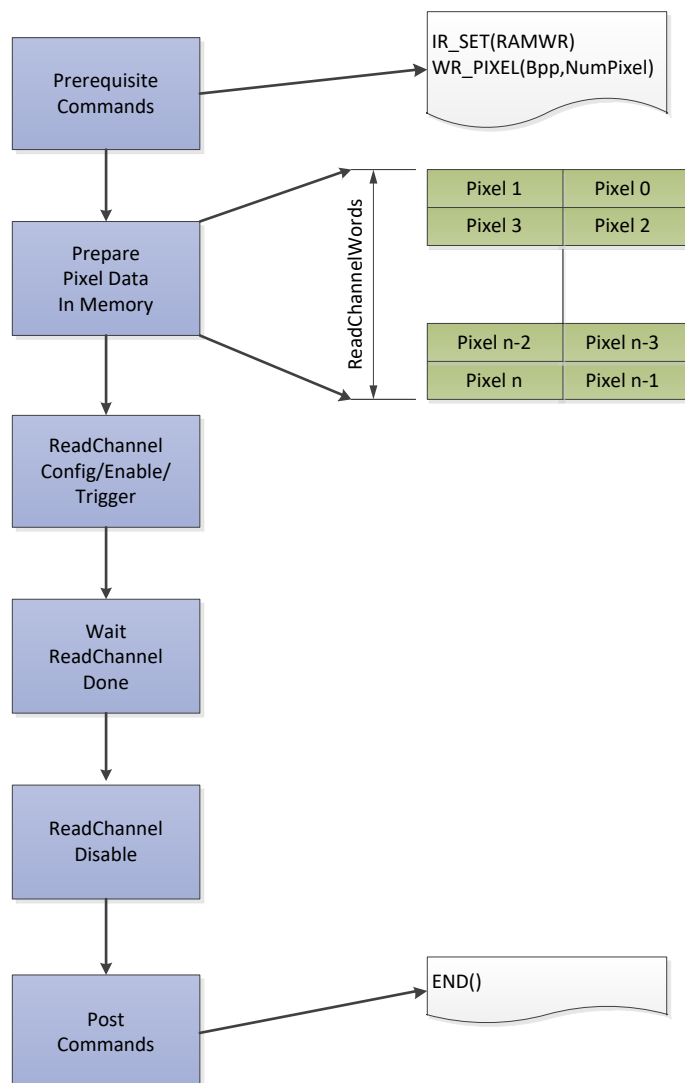 Prerequisite
Commands
IR_SET(RAMWR)
WR_PIXEL(Bpp,NumPixel)
Prepare
Pixel Data
In Memory
ReadChannelWords
Pixel 1 Pixel 0
Pixel 3 Pixel 2
Pixel n-2 Pixel n-3
Pixel n Pixel n-1
ReadChannel
Config/Enable/
Trigger
Wait
ReadChannel
Done
ReadChannel
Disable
Post
Commands
END()